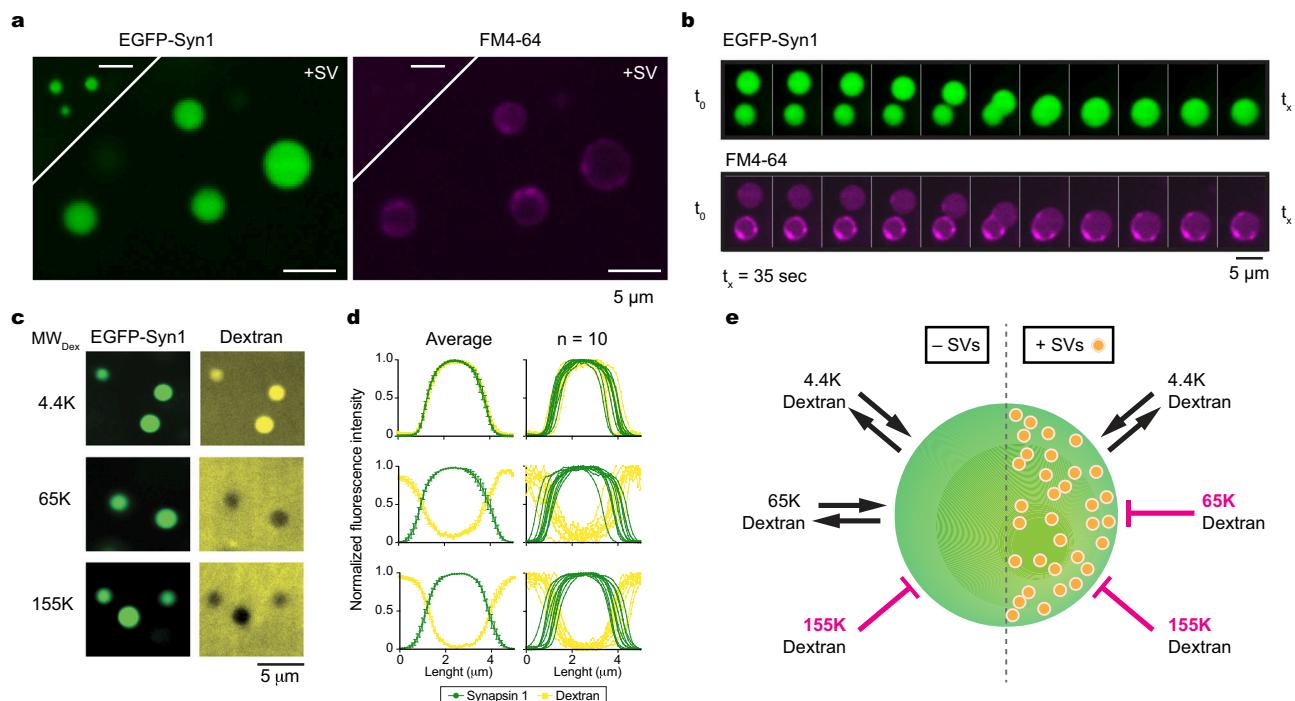 a
EGFP-Syn1
FM4-64
+SV
+SV
5 µm
b
EGFP-Syn1
t0
tx
FM4-64
t0
tx
tx = 35 sec
5 µm
c
MWDex
EGFP-Syn1
Dextran
4.4K
65K
155K
5 µm
d
Average
n = 10
Normalized fluorescence intensity
1.0
0.5
0
1.0
0.5
0
1.0
0.5
0
0 2 4
0 2 4
Lenght (µm)
Lenght (µm)
Synapsin 1
Dextran
e
– SVs
+ SVs
4.4K
Dextran
4.4K
Dextran
65K
Dextran
65K
Dextran
155K
Dextran
155K
Dextran